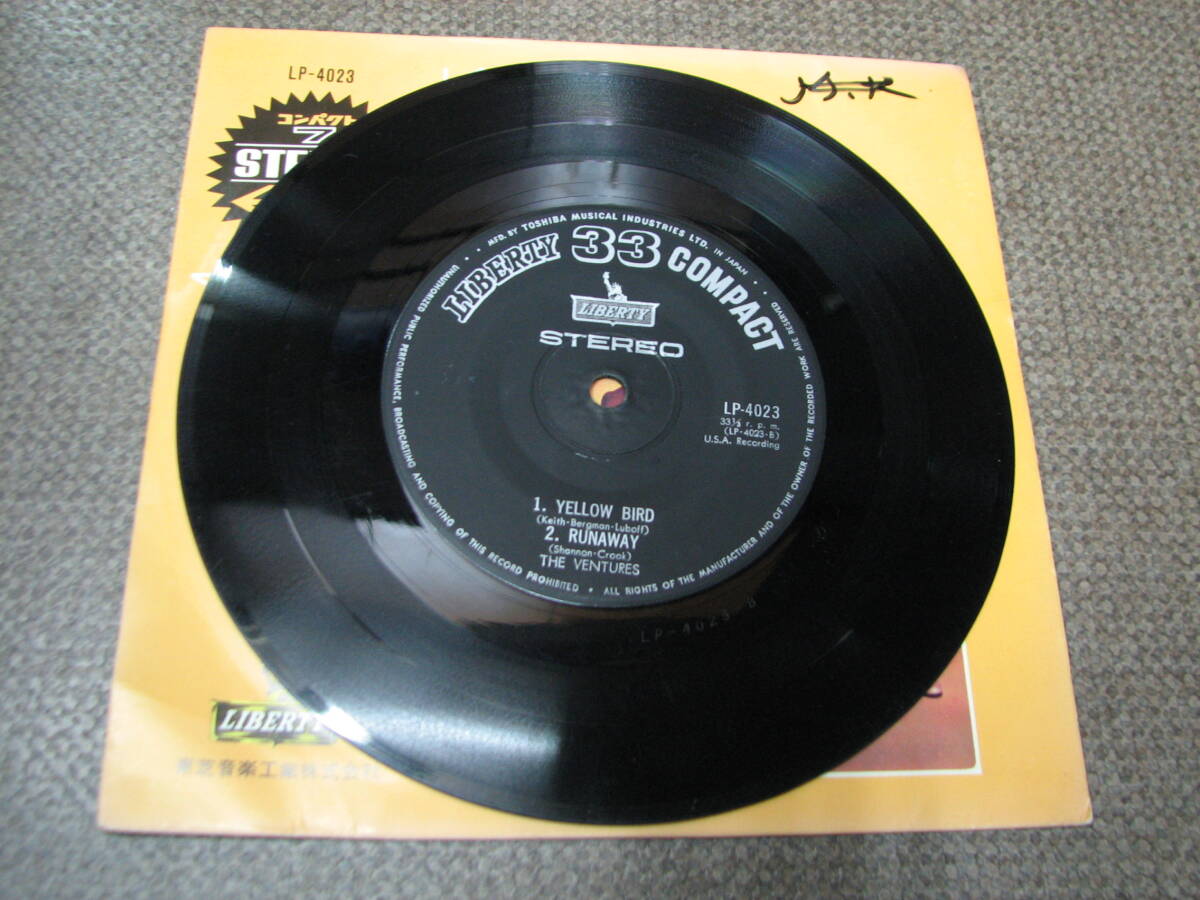 LP-4023
コンパクト
7
M.K
MFD. BY TOSHIBA MUSICAL INDUSTRIES LTD. IN JAPAN
LIBERTY 33 COMPACT
LIBERTY
STEREO
LP-4023
33⅓ r. p. m.
(LP-4023-B)
U.S.A. Recording
1. YELLOW BIRD
(Keith-Bergman-Luboff)
2. RUNAWAY
(Shannon-Crook)
THE VENTURES
UNAUTHORIZED PUBLIC PERFORMANCE, BROADCASTING AND COPYING OF THIS RECORD PROHIBITED • ALL RIGHTS OF THE MANUFACTURER AND OF THE OWNER OF THE RECORDED WORK ARE RESERVED
LP-4023 B
LIBERTY
東芝音楽工業株式会社